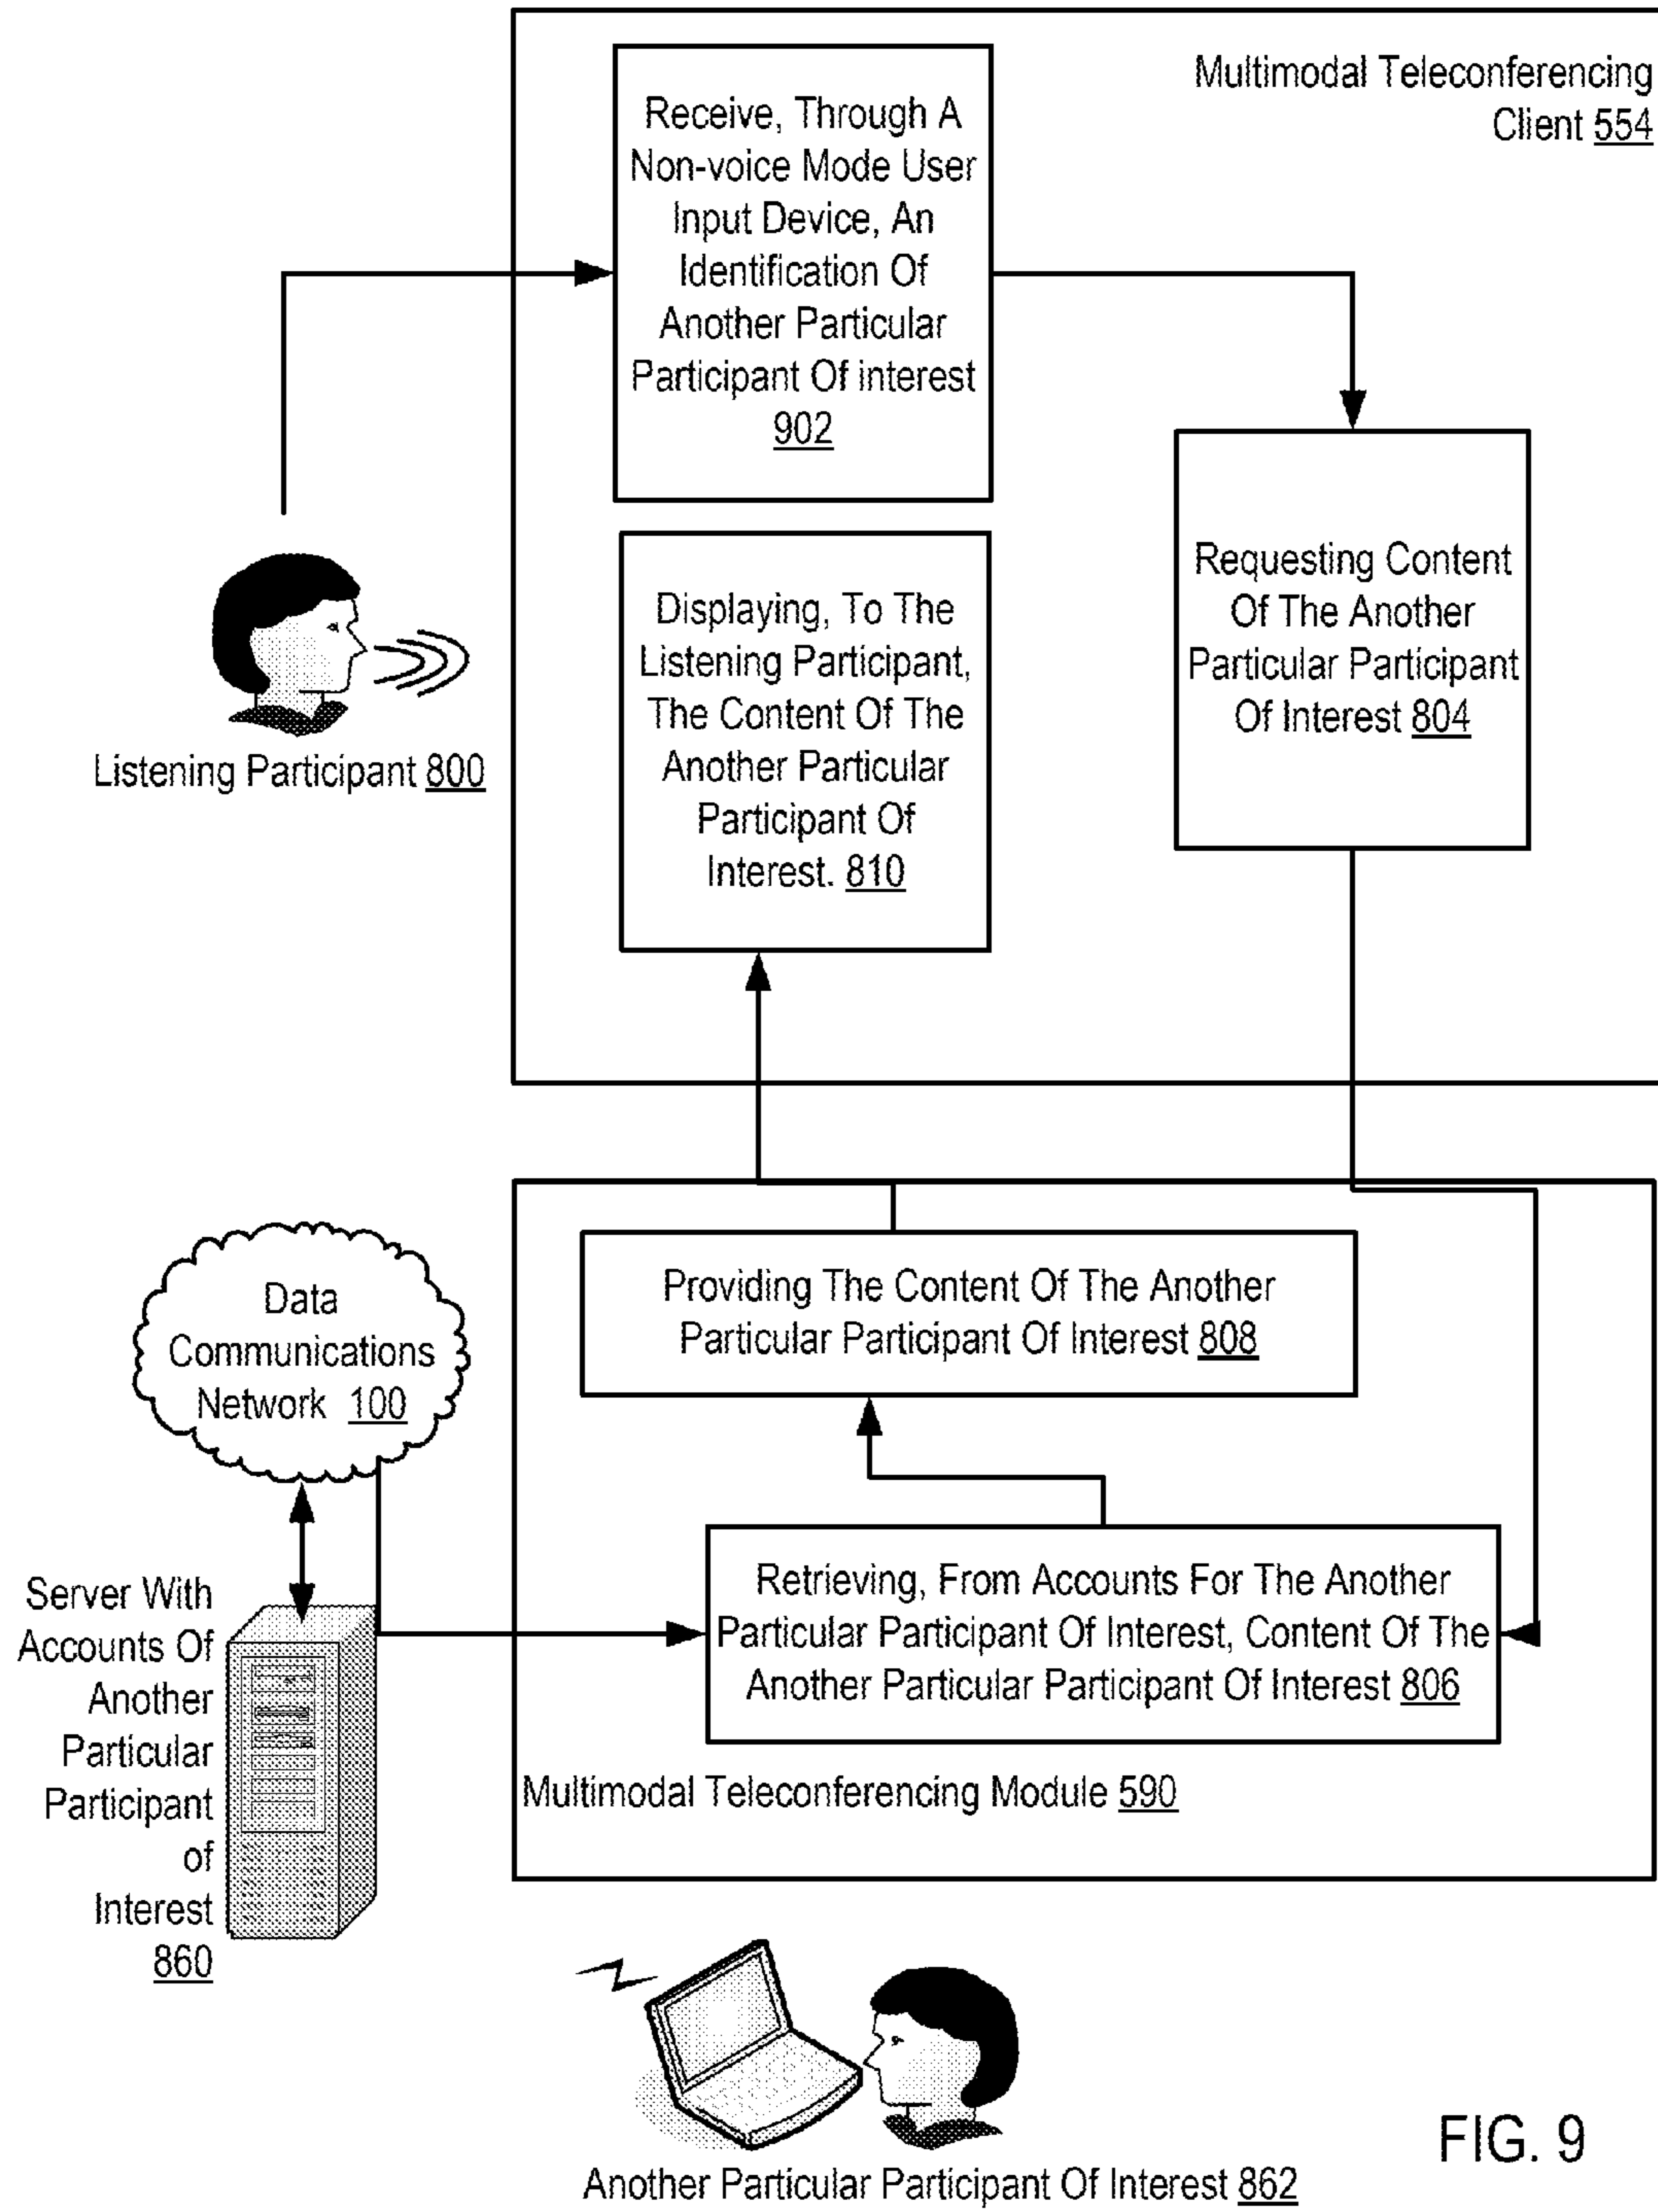 Multimodal Teleconferencing
Client 554
Receive, Through A
Non-voice Mode User
Input Device, An
Identification Of
Another Particular
Participant Of interest
902
Requesting Content
Of The Another
Particular Participant
Of Interest 804
Displaying, To The
Listening Participant,
The Content Of The
Another Particular
Participant Of
Interest. 810
Listening Participant 800
Providing The Content Of The Another
Particular Participant Of Interest 808
Data
Communications
Network 100
Retrieving, From Accounts For The Another
Particular Participant Of Interest, Content Of The
Another Particular Participant Of Interest 806
Multimodal Teleconferencing Module 590
Server With
Accounts Of
Another
Particular
Participant
of
Interest
860
Another Particular Participant Of Interest 862
FIG. 9